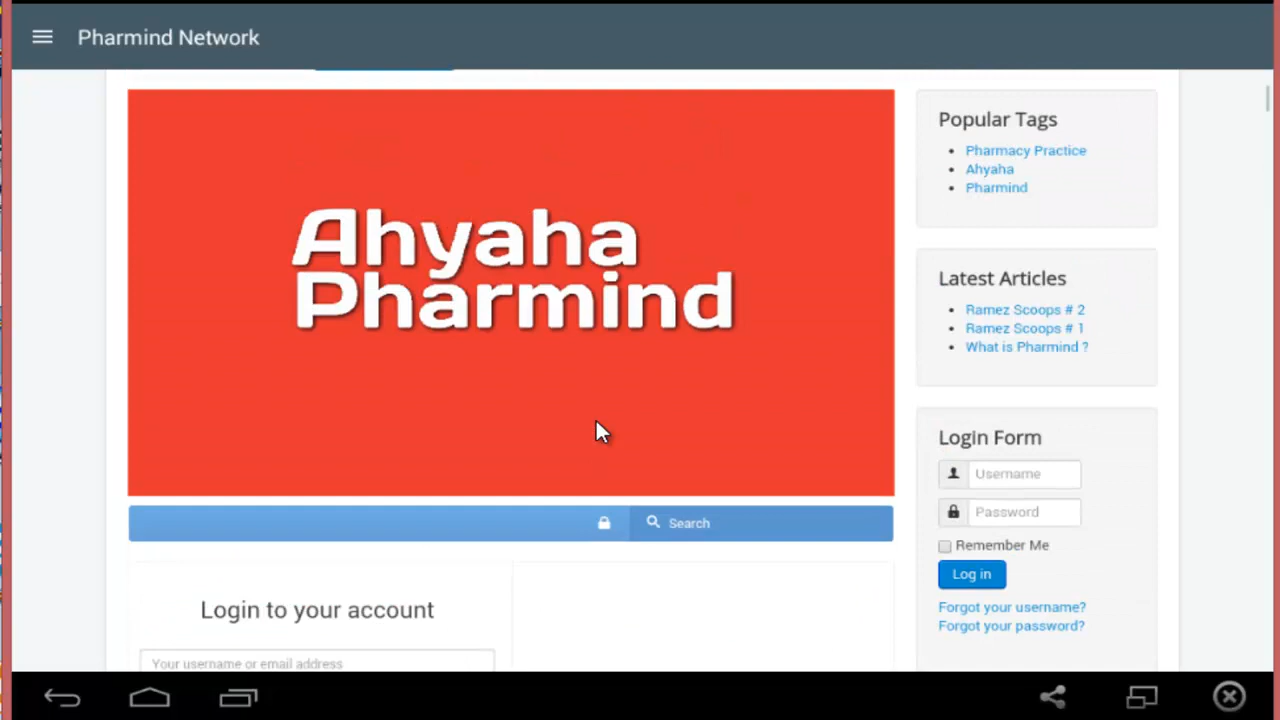 Pharmind Network
Ahyaha
Pharmind
Search
Login to your account
Your username or email address
Popular Tags
Pharmacy Practice
Ahyaha
Pharmind
Latest Articles
Ramez Scoops # 2
Ramez Scoops # 1
What is Pharmind ?
Login Form
Username
Password
Remember Me
Log in
Forgot your username?
Forgot your password?